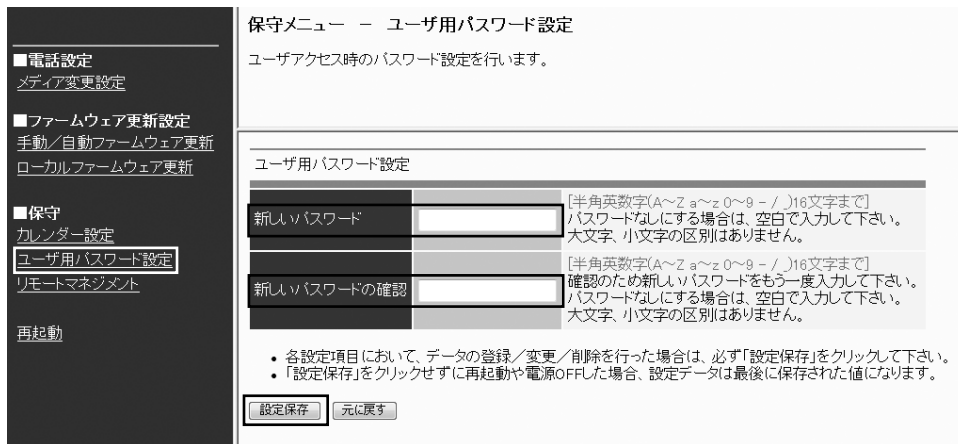 ■電話設定
メディア変更設定
■ファームウェア更新設定
手動／自動ファームウェア更新
ローカルファームウェア更新
■保守
カレンダー設定
ユーザ用パスワード設定
リモートマネジメント
再起動
保守メニュー － ユーザ用パスワード設定
ユーザアクセス時のパスワード設定を行います。
ユーザ用パスワード設定
新しいパスワード
[半角英数字(A～Z a～z 0～9 - / _)16文字まで]
パスワードなしにする場合は、空白で入力して下さい。
大文字、小文字の区別はありません。
新しいパスワードの確認
[半角英数字(A～Z a～z 0～9 - / _)16文字まで]
確認のため新しいパスワードをもう一度入力して下さい。
パスワードなしにする場合は、空白で入力して下さい。
大文字、小文字の区別はありません。
• 各設定項目において、データの登録／変更／削除を行った場合は、必ず「設定保存」をクリックして下さい。
• 「設定保存」をクリックせずに再起動や電源OFFした場合、設定データは最後に保存された値になります。
設定保存 元に戻す